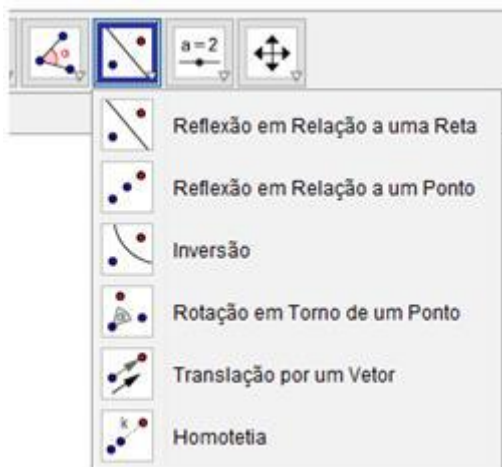 α
a = 2
Reflexão em Relação a uma Reta
Reflexão em Relação a um Ponto
Inversão
α
Rotação em Torno de um Ponto
Translação por um Vetor
k
Homotetia